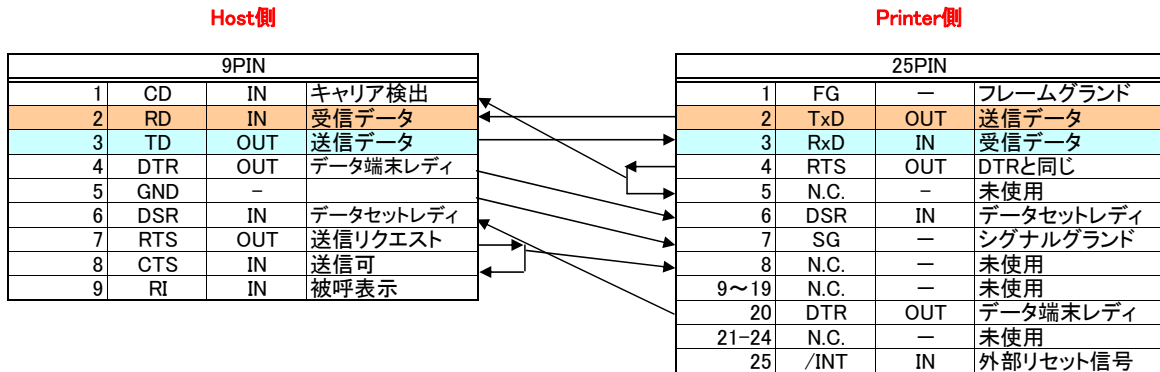 Host側
Printer側
9PIN
1 CD IN キャリア検出
2 RD IN 受信データ
3 TD OUT 送信データ
4 DTR OUT データ端末レディ
5 GND -
6 DSR IN データセットレディ
7 RTS OUT 送信リクエスト
8 CTS IN 送信可
9 RI IN 被呼表示
25PIN
1 FG ― フレームグランド
2 TxD OUT 送信データ
3 RxD IN 受信データ
4 RTS OUT DTRと同じ
5 N.C. - 未使用
6 DSR IN データセットレディ
7 SG ― シグナルグランド
8 N.C. ― 未使用
9～19 N.C. ― 未使用
20 DTR OUT データ端末レディ
21-24 N.C. ― 未使用
25 /INT IN 外部リセット信号